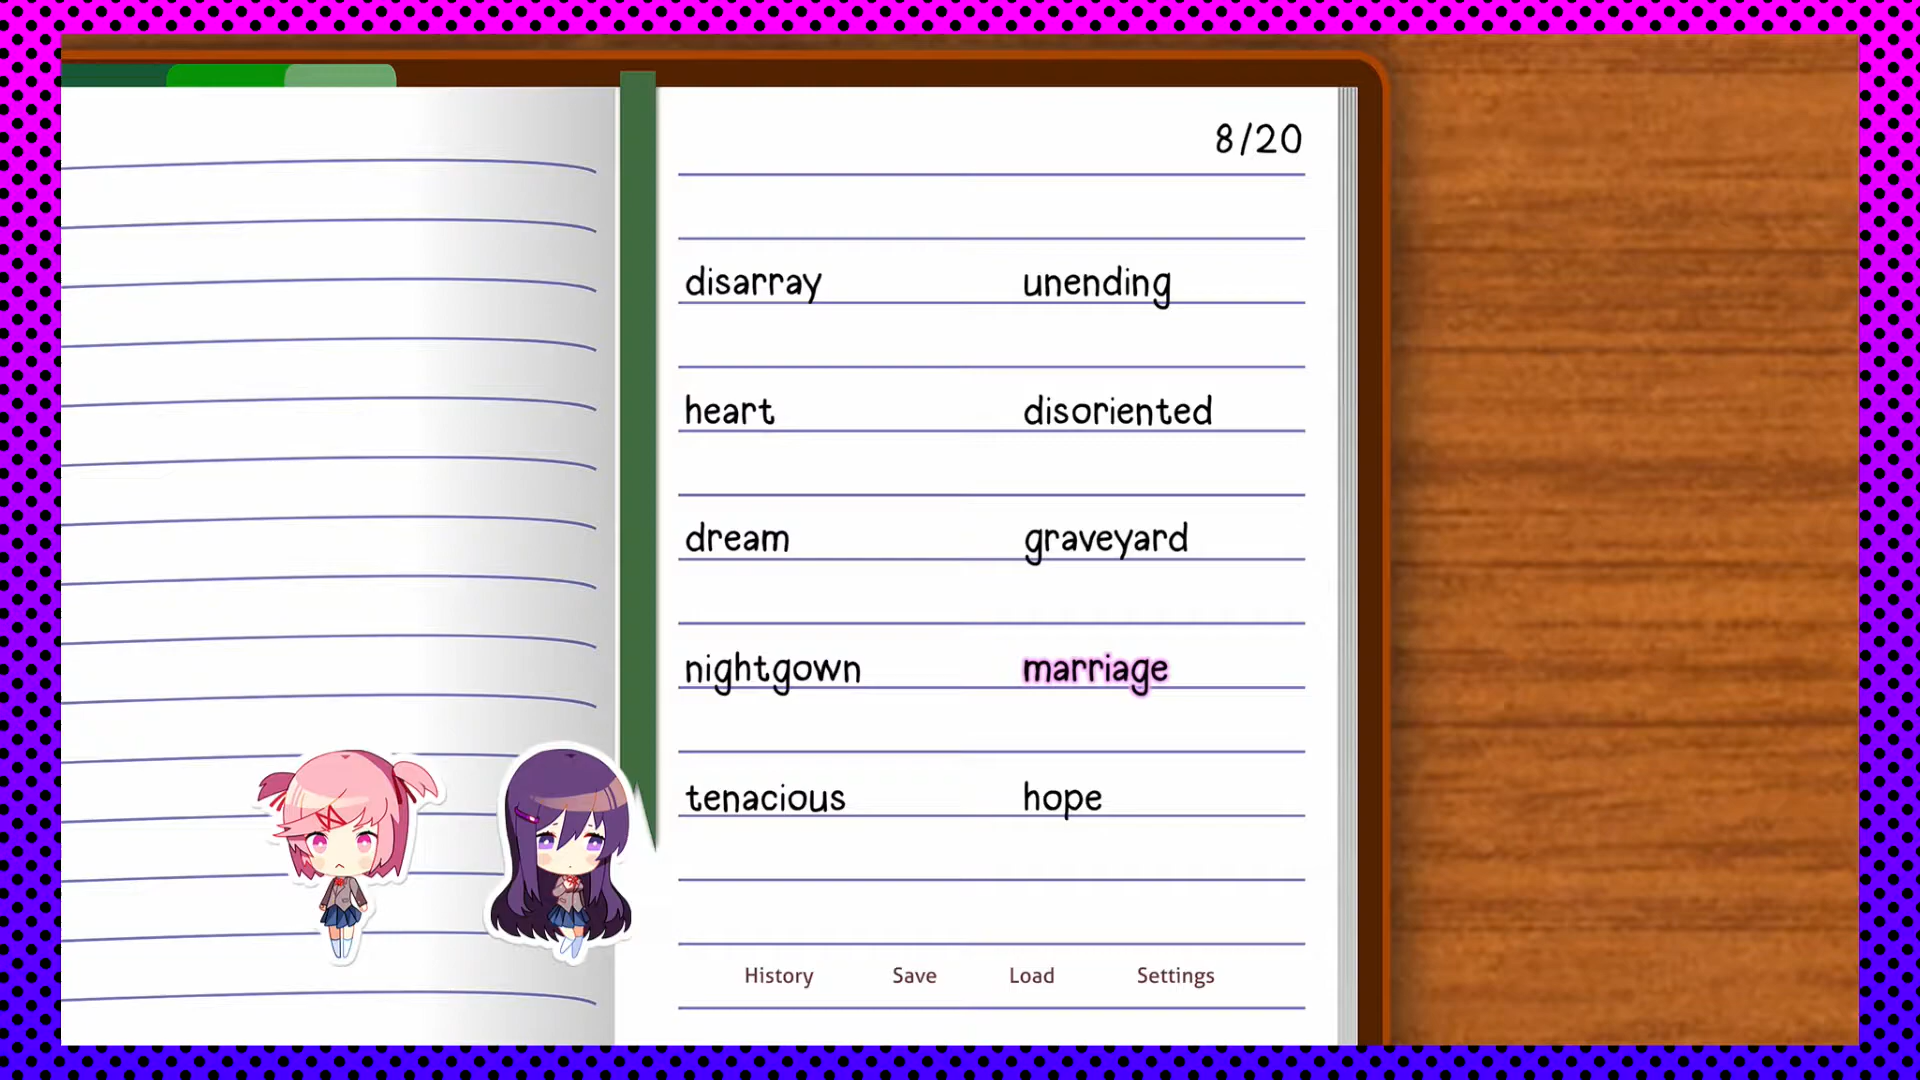 8/20
disarray unending
heart disoriented
dream graveyard
nightgown marriage
tenacious hope
History Save Load Settings